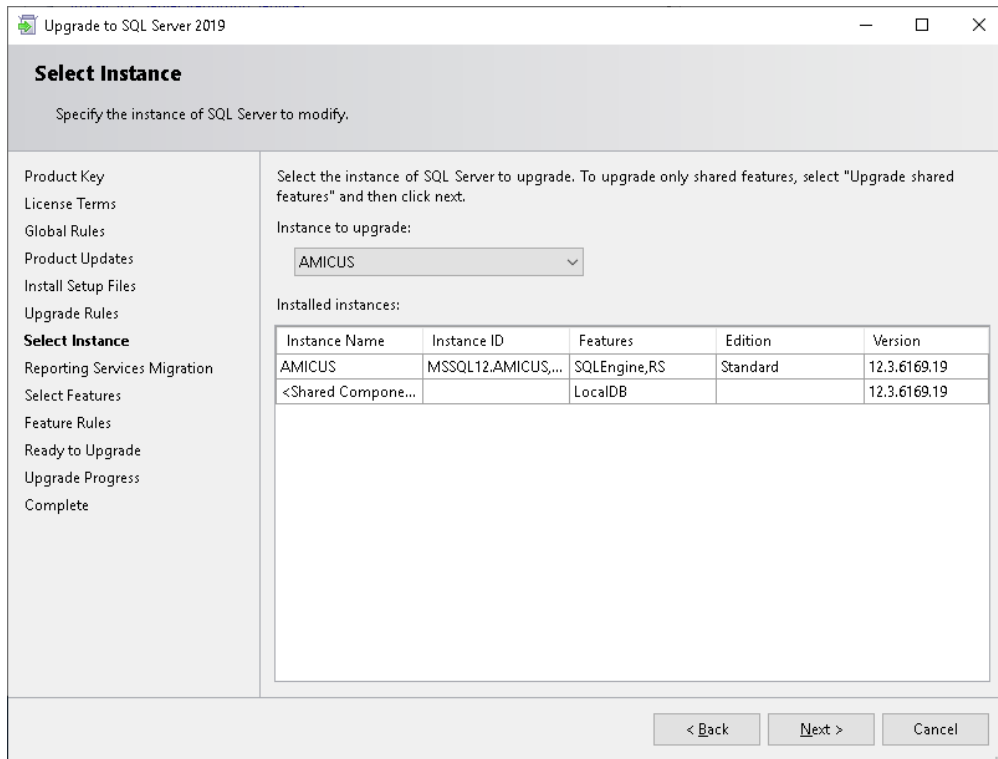 Upgrade to SQL Server 2019
Select Instance
Specify the instance of SQL Server to modify.
Product Key
License Terms
Global Rules
Product Updates
Install Setup Files
Upgrade Rules
Select Instance
Reporting Services Migration
Select Features
Feature Rules
Ready to Upgrade
Upgrade Progress
Complete
Select the instance of SQL Server to upgrade. To upgrade only shared features, select "Upgrade shared
features" and then click next.
Instance to upgrade:
AMICUS
Installed instances:
Instance Name Instance ID Features Edition Version
AMICUS MSSQL12.AMICUS,... SQLEngine,RS Standard 12.3.6169.19
<Shared Compone... LocalDB 12.3.6169.19
< Back Next > Cancel